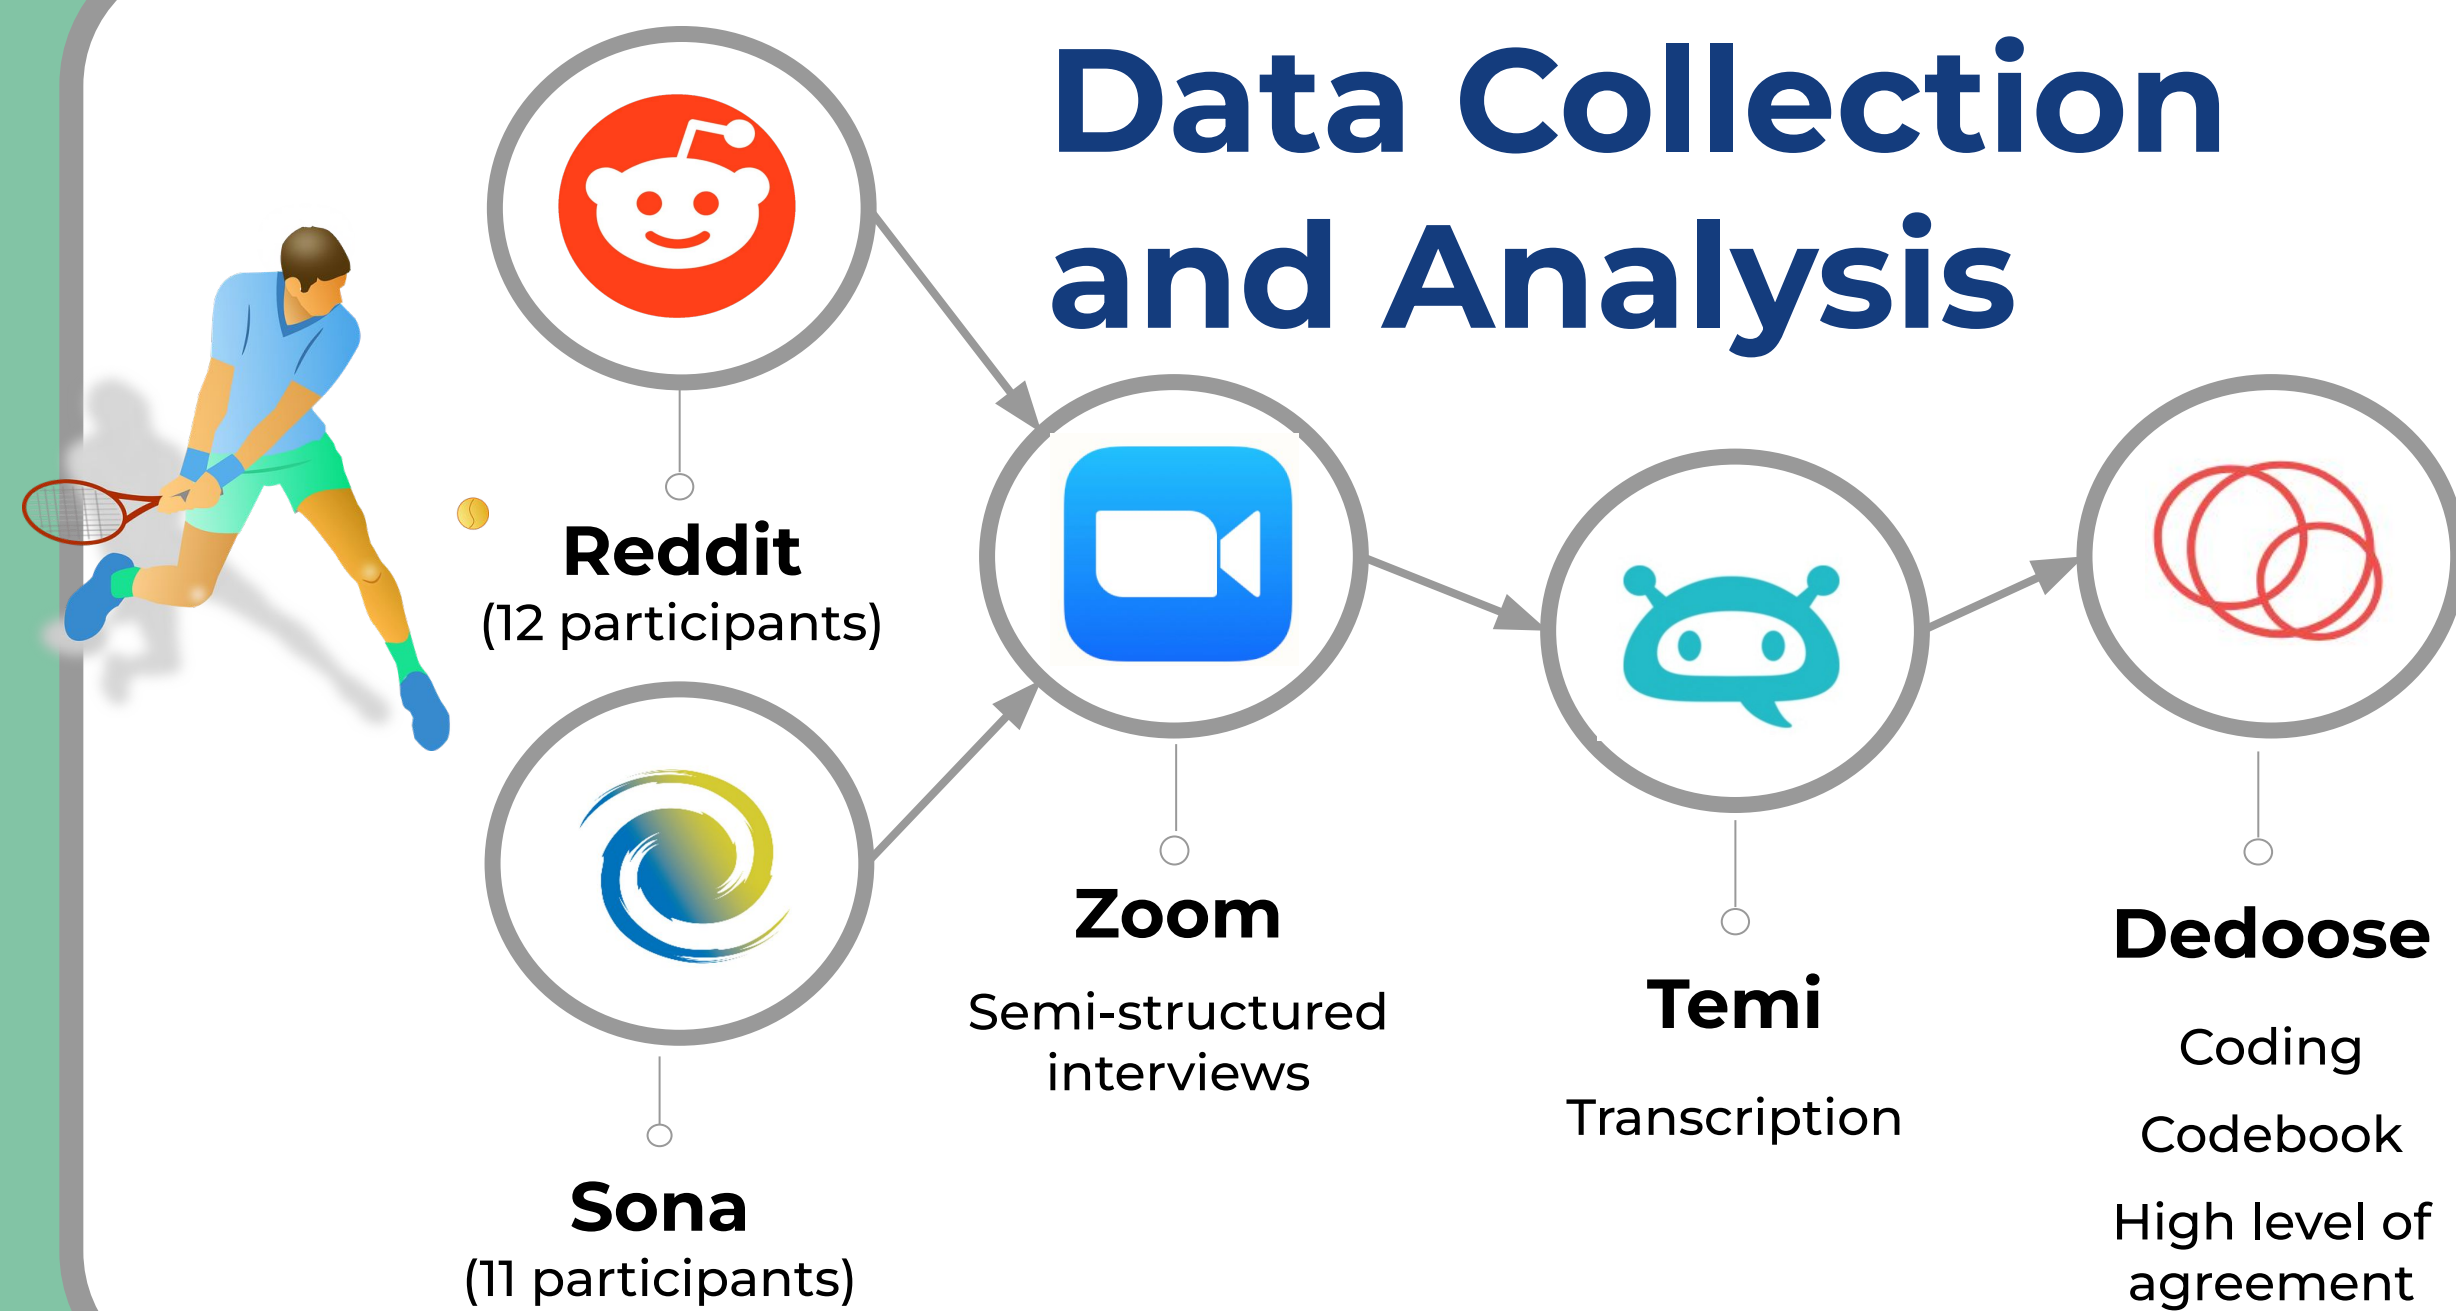 Data Collection
and Analysis
Reddit
(12 participants)
Sona
(11 participants)
Zoom
Semi-structured
interviews
Temi
Transcription
Dedoose
Coding
Codebook
High level of
agreement